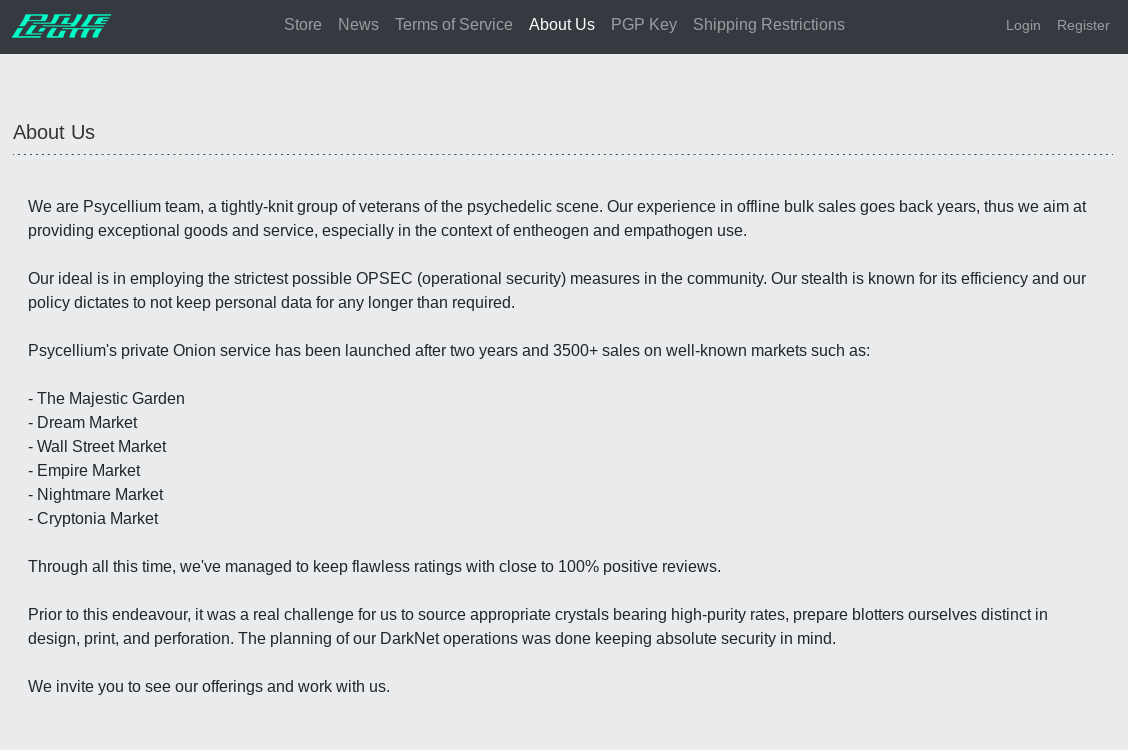 Store News Terms of Service About Us PGP Key Shipping Restrictions Login Register
About Us
We are Psycellium team, a tightly-knit group of veterans of the psychedelic scene. Our experience in offline bulk sales goes back years, thus we aim at
providing exceptional goods and service, especially in the context of entheogen and empathogen use.
Our ideal is in employing the strictest possible OPSEC (operational security) measures in the community. Our stealth is known for its efficiency and our
policy dictates to not keep personal data for any longer than required.
Psycellium's private Onion service has been launched after two years and 3500+ sales on well-known markets such as:
- The Majestic Garden
- Dream Market
- Wall Street Market
- Empire Market
- Nightmare Market
- Cryptonia Market
Through all this time, we've managed to keep flawless ratings with close to 100% positive reviews.
Prior to this endeavour, it was a real challenge for us to source appropriate crystals bearing high-purity rates, prepare blotters ourselves distinct in
design, print, and perforation. The planning of our DarkNet operations was done keeping absolute security in mind.
We invite you to see our offerings and work with us.